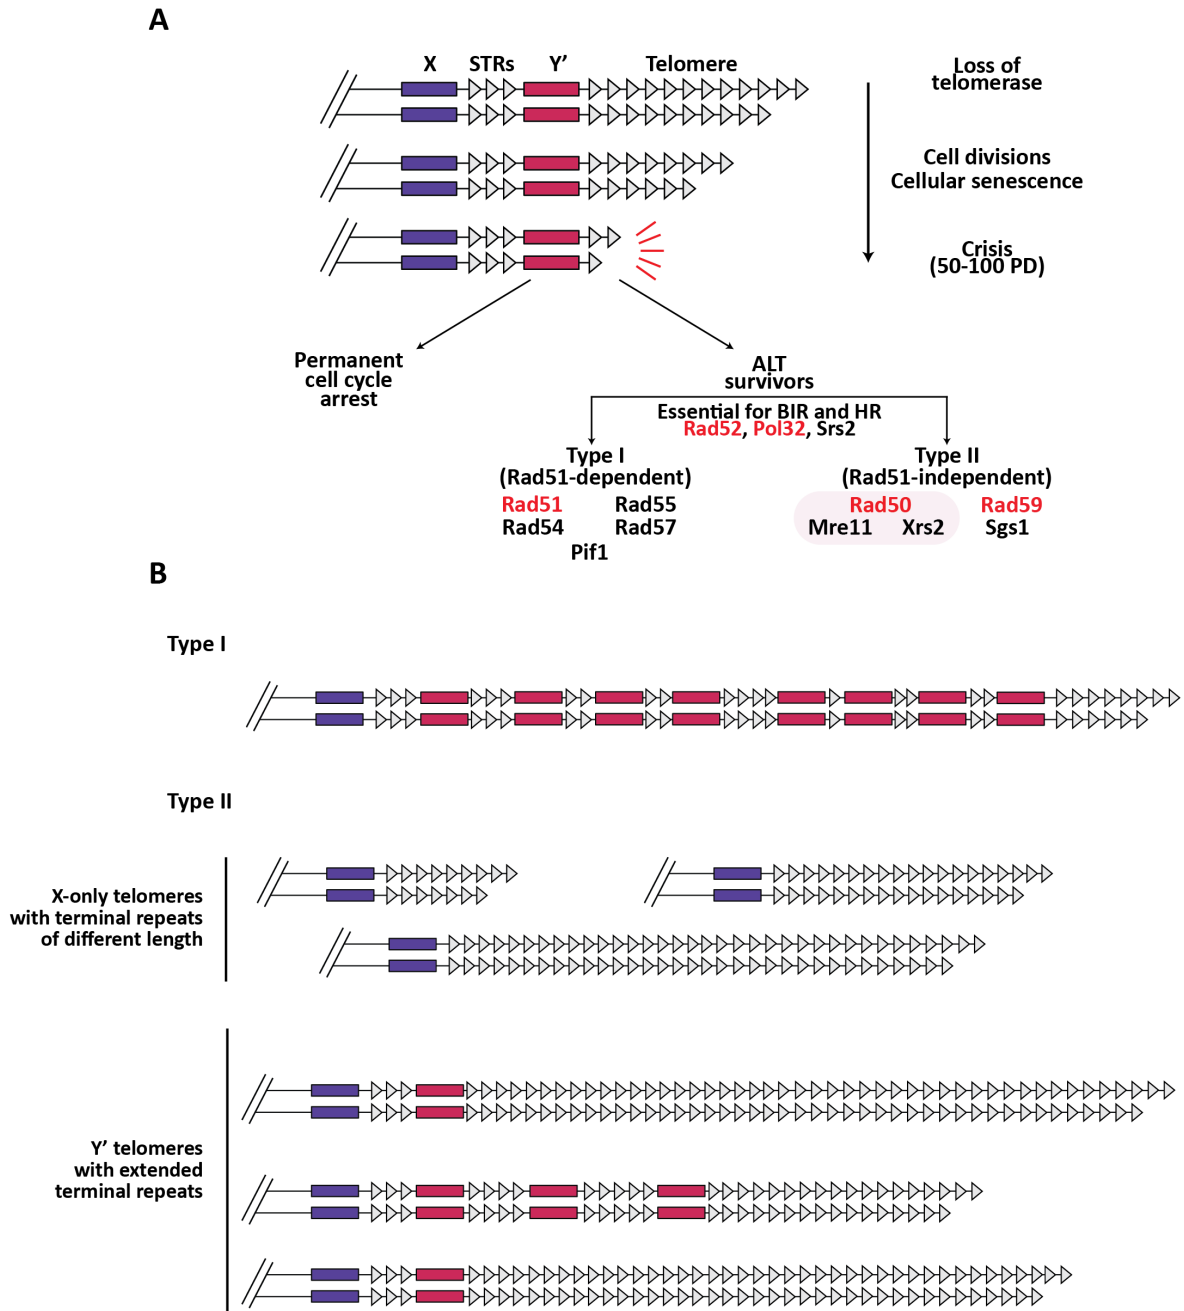 A
X STRs Y’ Telomere
Loss of
telomerase
Cell divisions
Cellular senescence
Crisis
(50-100 PD)
Permanent
cell cycle
arrest
ALT
survivors
Essential for BIR and HR
Rad52, Pol32, Srs2
Type I
(Rad51-dependent)
Rad51 Rad55
Rad54 Rad57
Pif1
Type II
(Rad51-independent)
Rad50 Rad59
Mre11 Xrs2 Sgs1
B
Type I
Type II
X-only telomeres
with terminal repeats
of different length
Y’ telomeres
with extended
terminal repeats